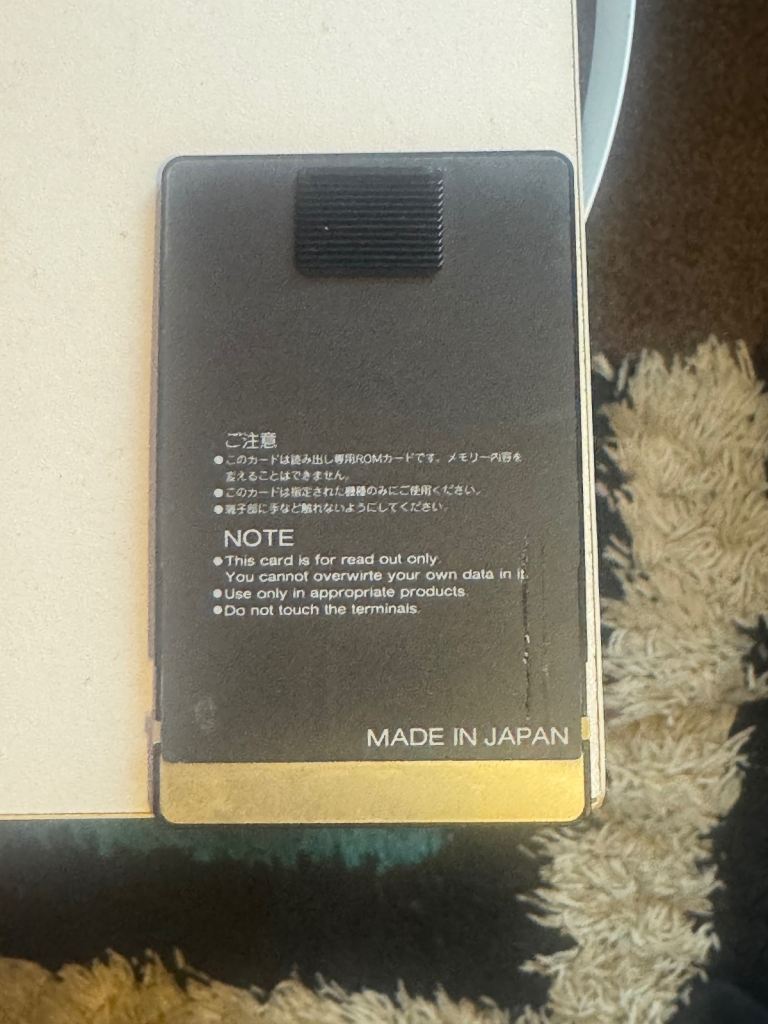 ご注意
●このカードは読み出し専用ROMカードです。メモリー内容を
変えることはできません。
●このカードは指定された機種のみにご使用ください。
●端子部に手など触れないようにしてください。
NOTE
●This card is for read out only.
You cannot overwirte your own data in it.
●Use only in appropriate products.
●Do not touch the terminals.
MADE IN JAPAN